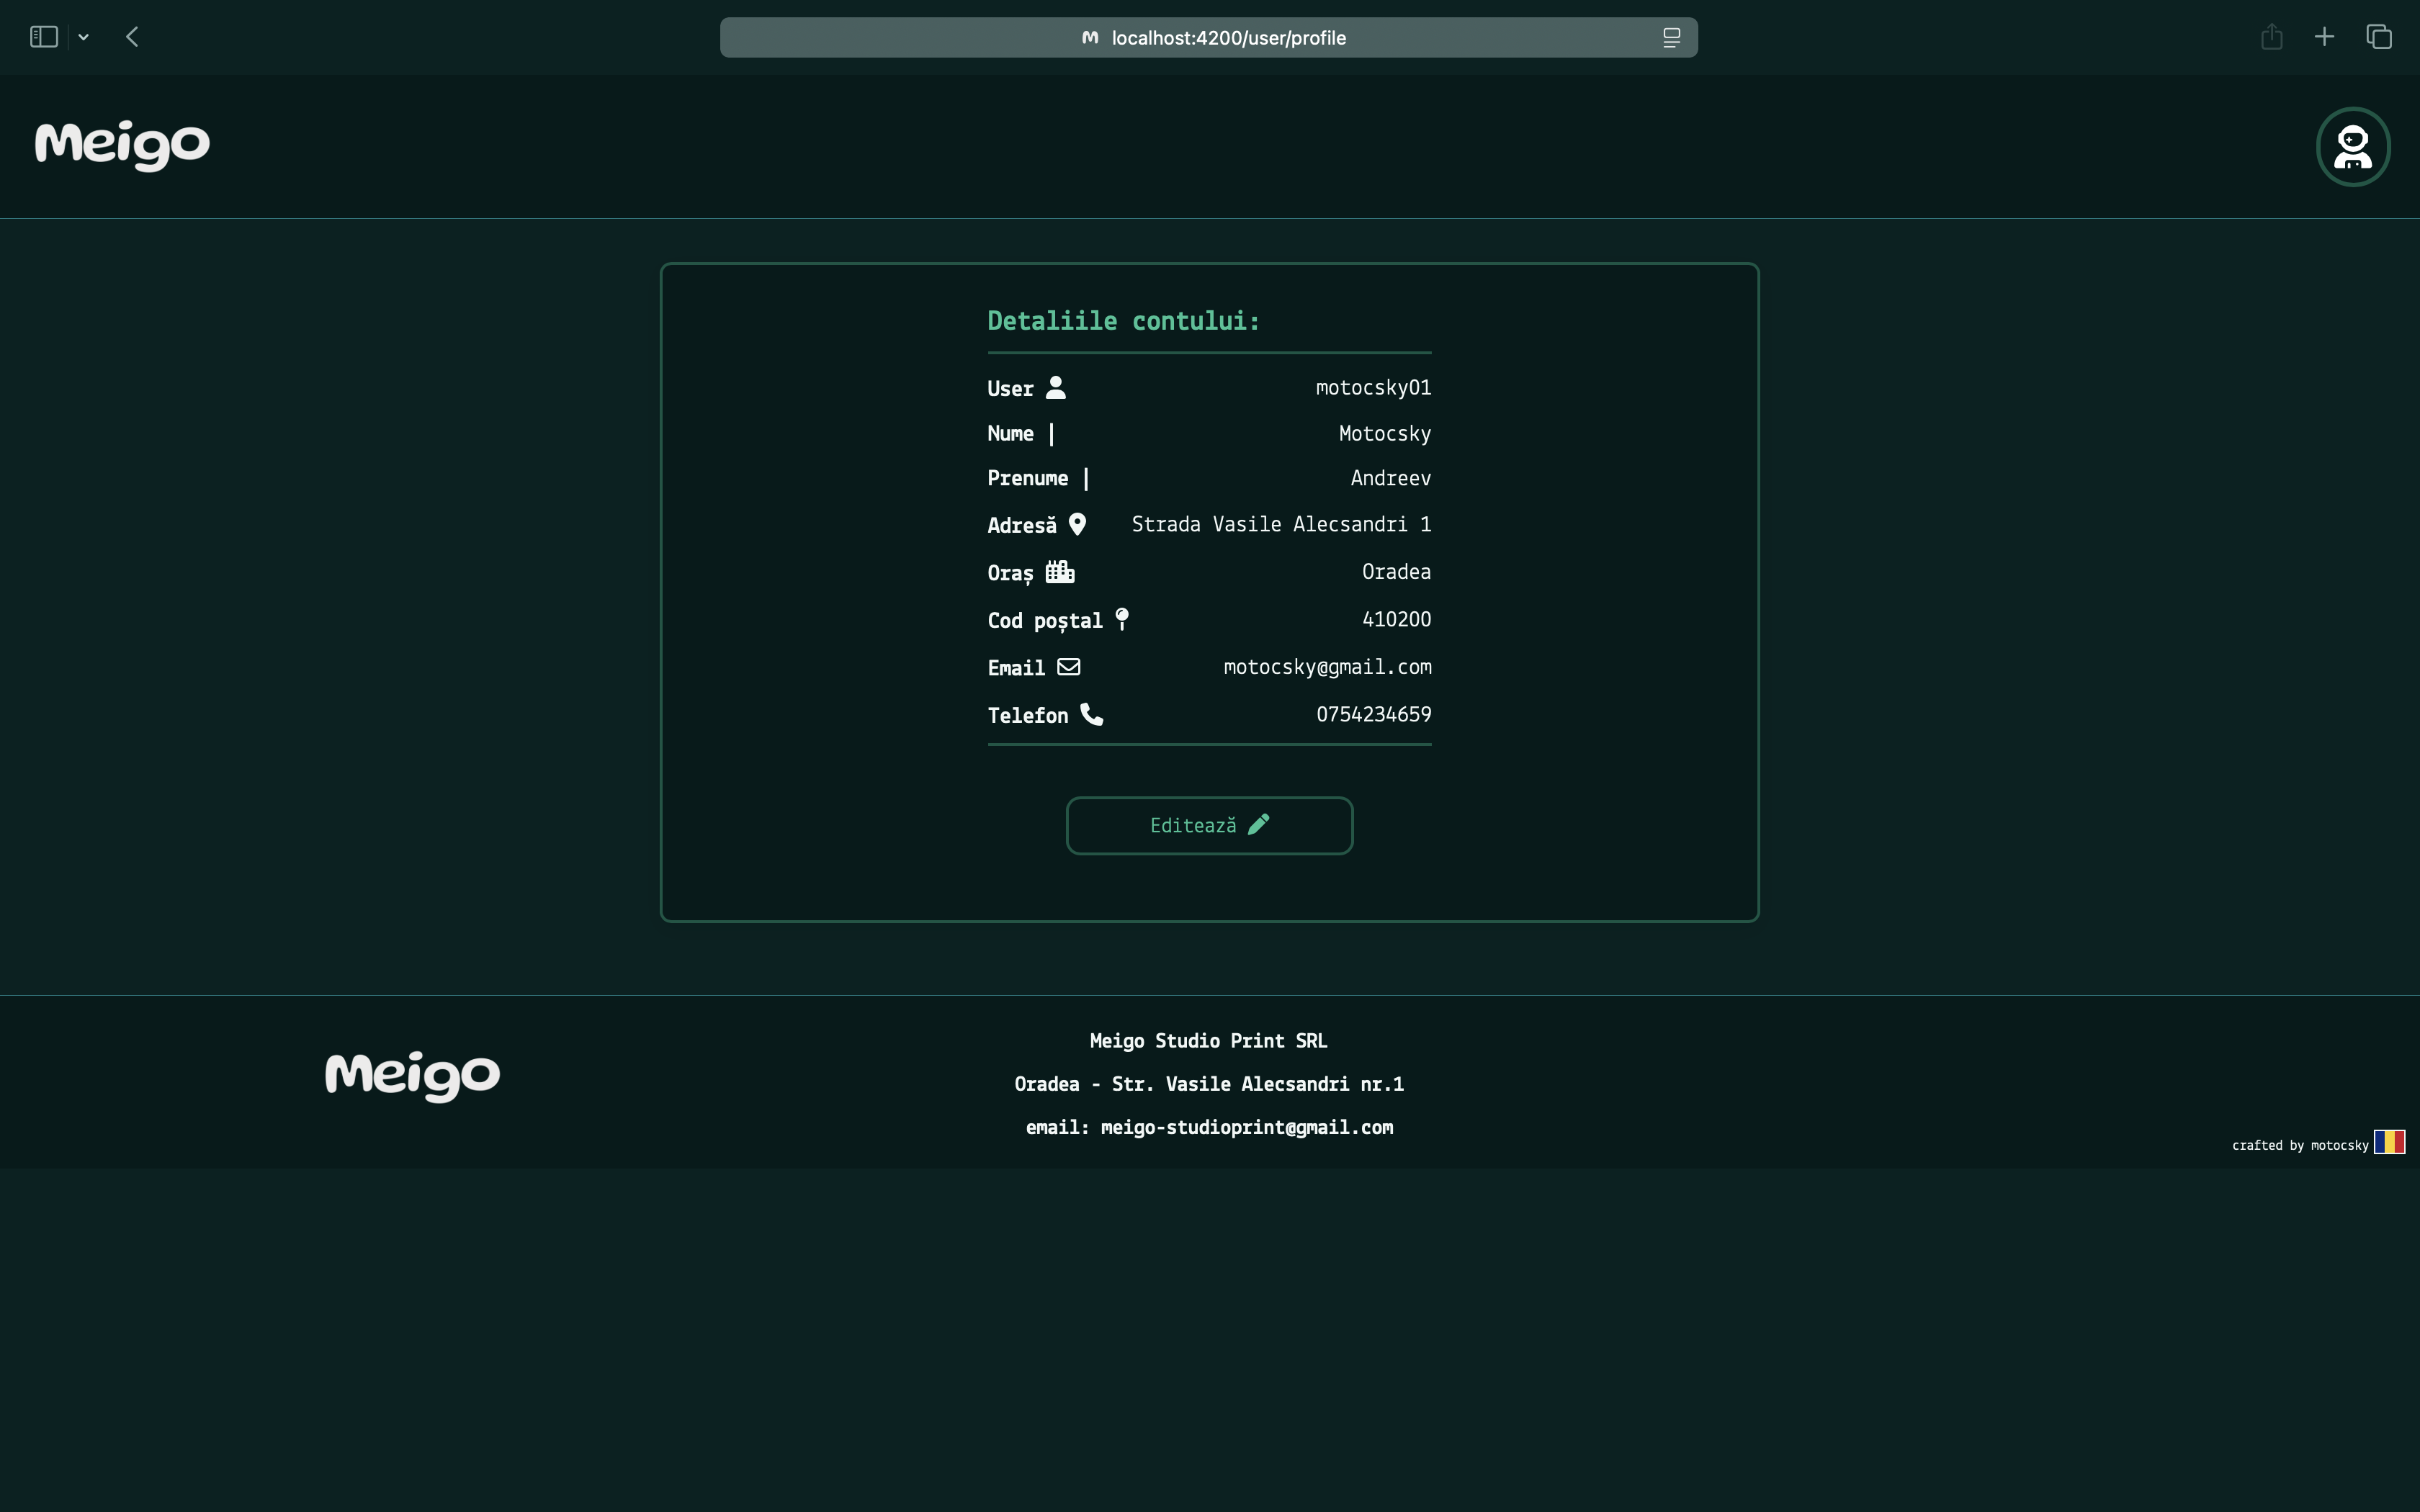 localhost:4200/user/profile
Meigo
Detaliile contului:
User motocsky01
Nume | Motocsky
Prenume | Andreev
Adresă Strada Vasile Alecsandri 1
Oraș Oradea
Cod poștal 410200
Email motocsky@gmail.com
Telefon 0754234659
Editează
Meigo
Meigo Studio Print SRL
Oradea - Str. Vasile Alecsandri nr.1
email: meigo-studioprint@gmail.com
crafted by motocsky